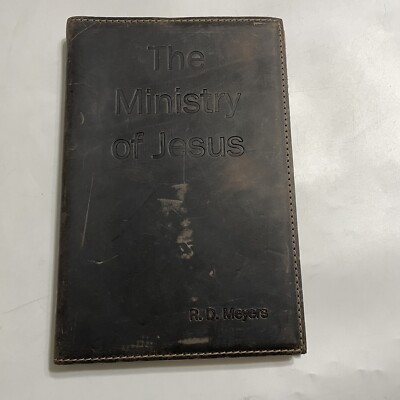 The
Ministry
of Jesus
R. D. Meyers